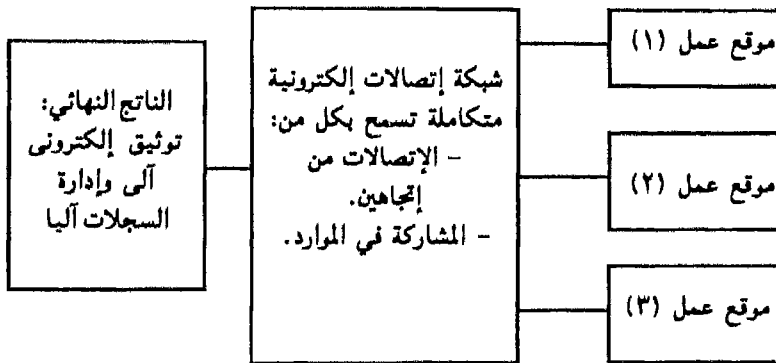 موقع عمل (١)
موقع عمل (٢)
موقع عمل (٣)
شبكة إتصالات إلكترونية
متكاملة تسمح بكل من:
- الإتصالات من
إتجاهين.
- المشاركة في الموارد.
الناتج النهائي:
توثيق إلكترونى
آلى وإدارة
السجلات آليا